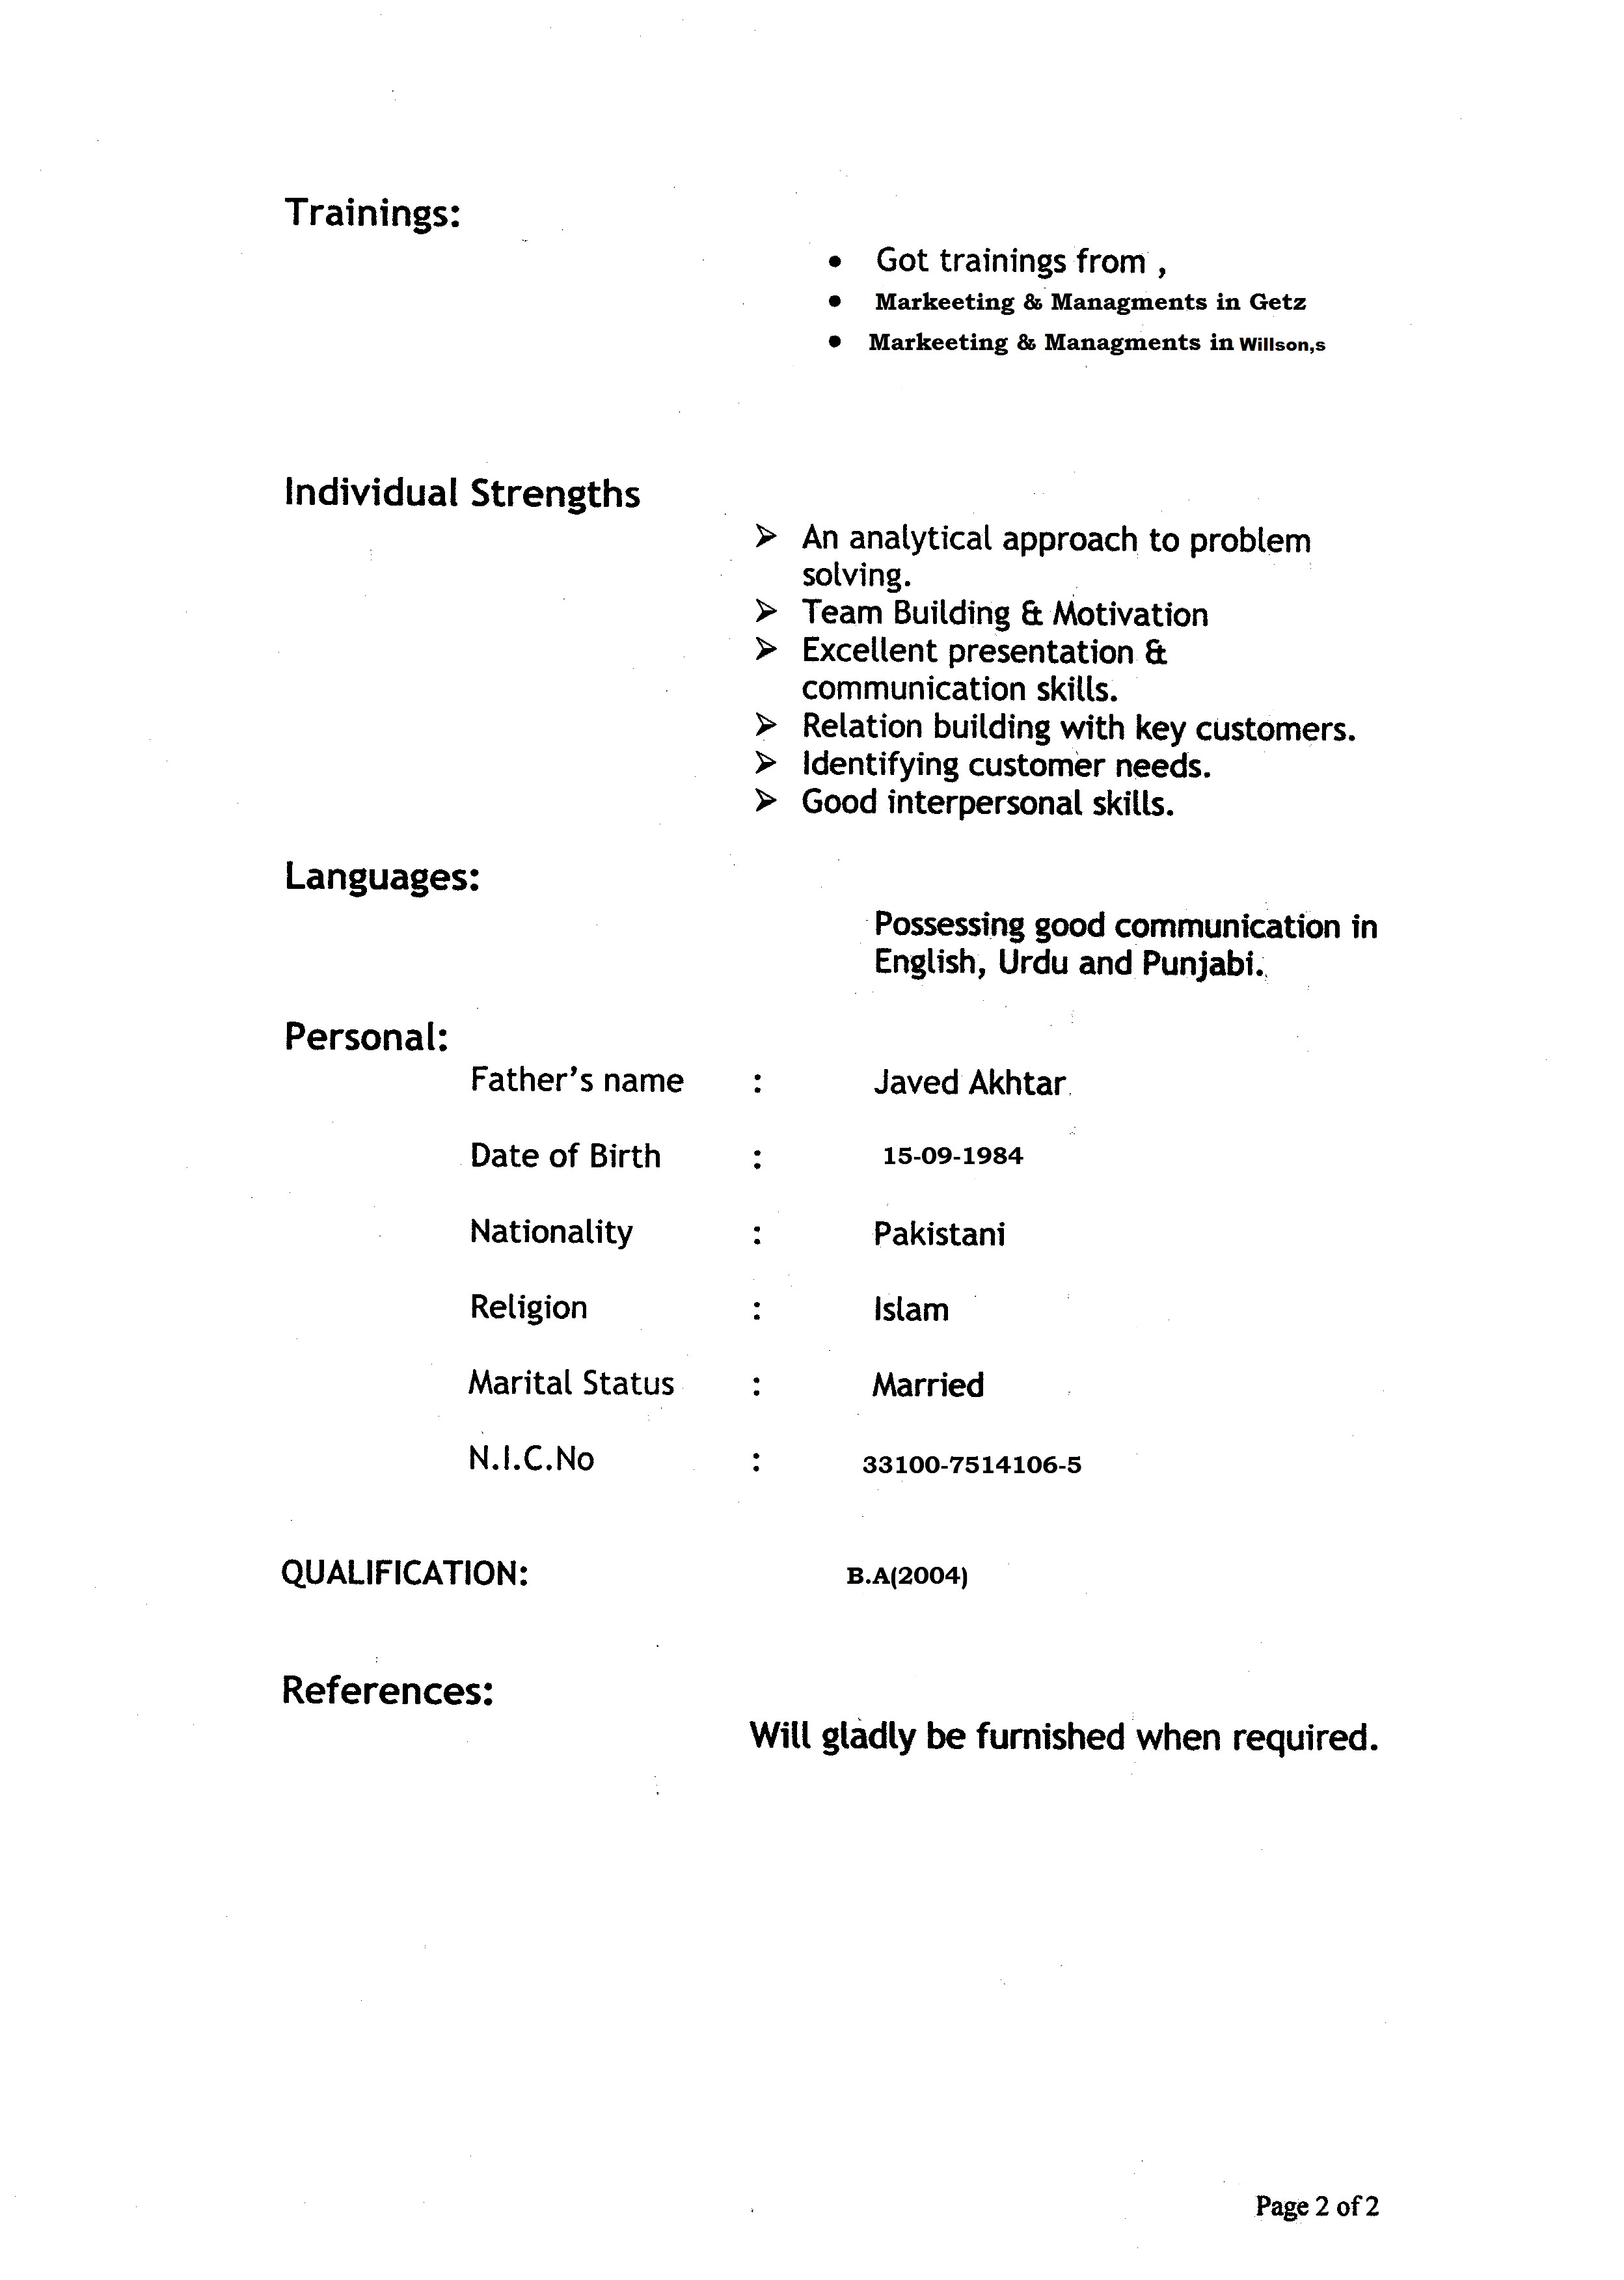 Trainings:
• Got trainings from ,
• Markeeting & Managments in Getz
• Markeeting & Managments in Willson,s
Individual Strengths
➢ An analytical approach to problem
solving.
➢ Team Building & Motivation
➢ Excellent presentation &
communication skills.
➢ Relation building with key customers.
➢ Identifying customer needs.
➢ Good interpersonal skills.
Languages:
Possessing good communication in
English, Urdu and Punjabi.
Personal:
Father's name : Javed Akhtar
Date of Birth : 15-09-1984
Nationality : Pakistani
Religion : Islam
Marital Status : Married
N.I.C.No : 33100-7514106-5
QUALIFICATION: B.A(2004)
References:
Will gladly be furnished when required.
Page 2 of 2